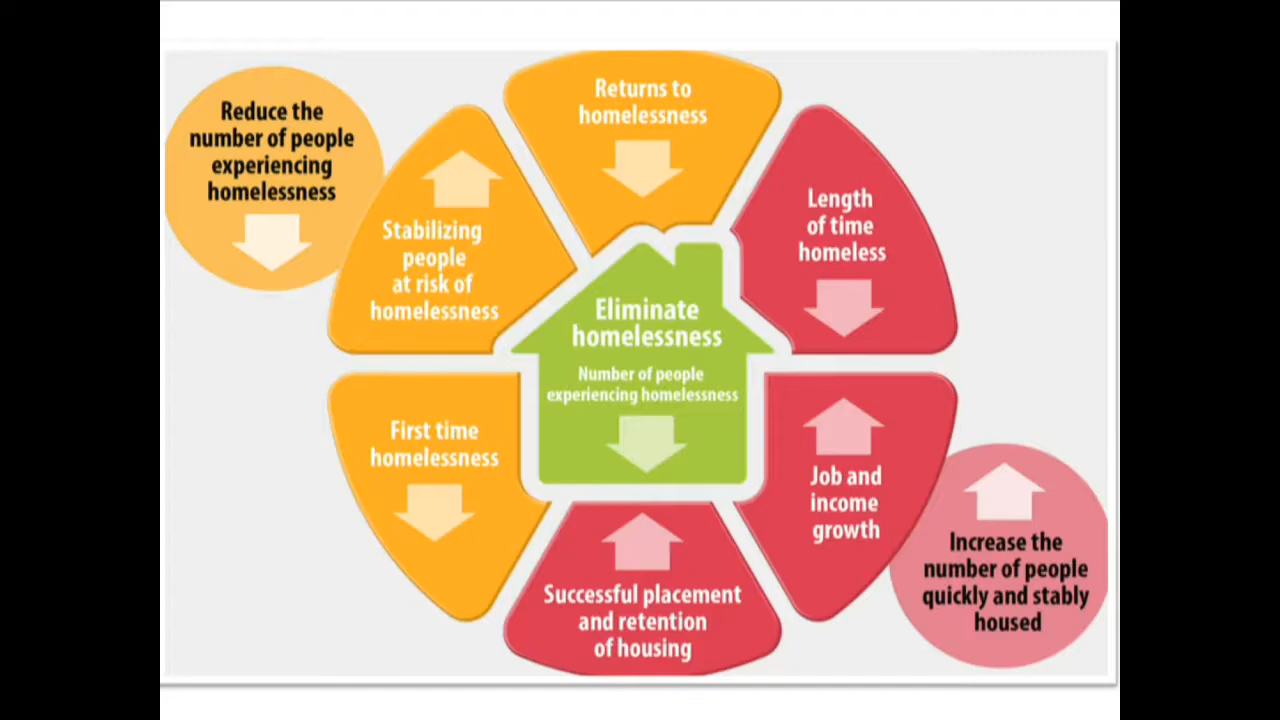 Reduce the
number of people
experiencing
homelessness
Returns to
homelessness
Stabilizing
people
at risk of
homelessness
Length
of time
homeless
Eliminate
homelessness
Number of people
experiencing homelessness
First time
homelessness
Job and
income
growth
Successful placement
and retention
of housing
Increase the
number of people
quickly and stably
housed